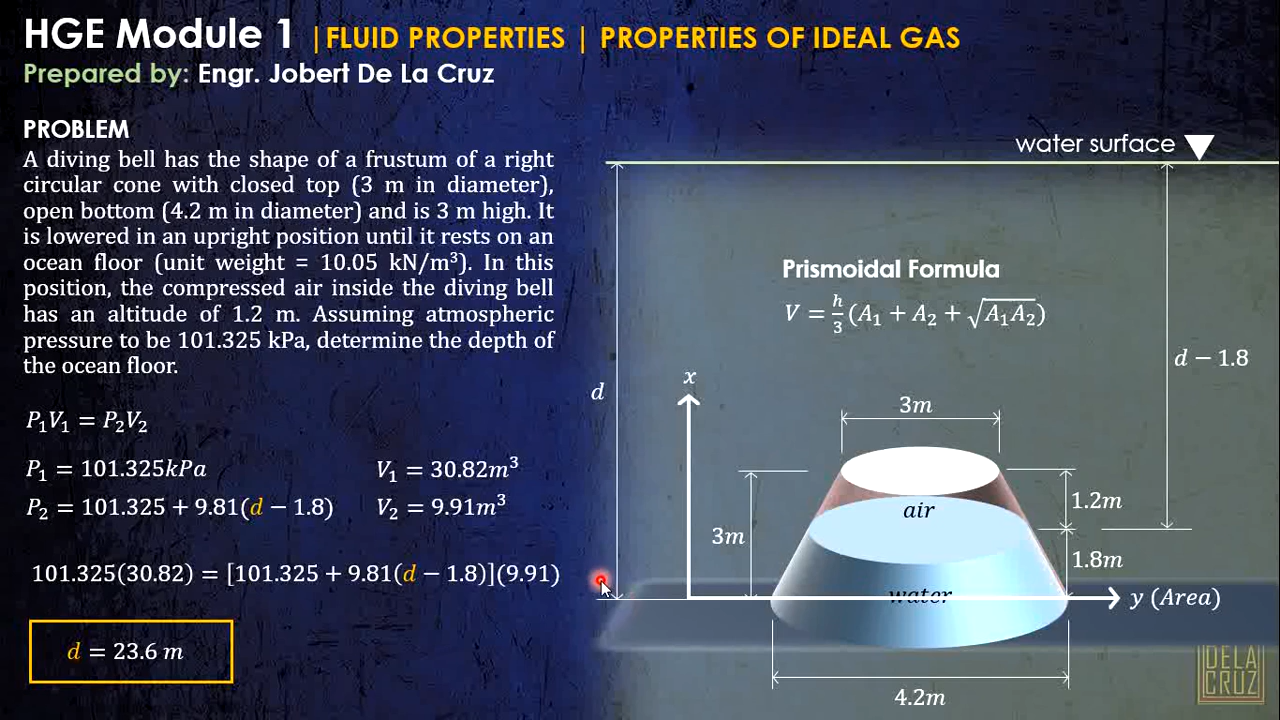 HGE Module 1 | FLUID PROPERTIES | PROPERTIES OF IDEAL GAS
Prepared by: Engr. Jobert De La Cruz
PROBLEM
A diving bell has the shape of a frustum of a right
circular cone with closed top (3 m in diameter),
open bottom (4.2 m in diameter) and is 3 m high. It
is lowered in an upright position until it rests on an
ocean floor (unit weight = 10.05 kN/m³). In this
position, the compressed air inside the diving bell
has an altitude of 1.2 m. Assuming atmospheric
pressure to be 101.325 kPa, determine the depth of
the ocean floor.
P₁V₁ = P₂V₂
P₁ = 101.325kPa V₁ = 30.82m³
P₂ = 101.325 + 9.81(d − 1.8) V₂ = 9.91m³
101.325(30.82) = [101.325 + 9.81(d − 1.8)](9.91)
d = 23.6 m
water surface
Prismoidal Formula
V = h/3 (A₁ + A₂ + √A₁A₂)
d − 1.8
d
x
3m
air
1.2m
3m
1.8m
water
y (Area)
4.2m
DELA
CRUZ